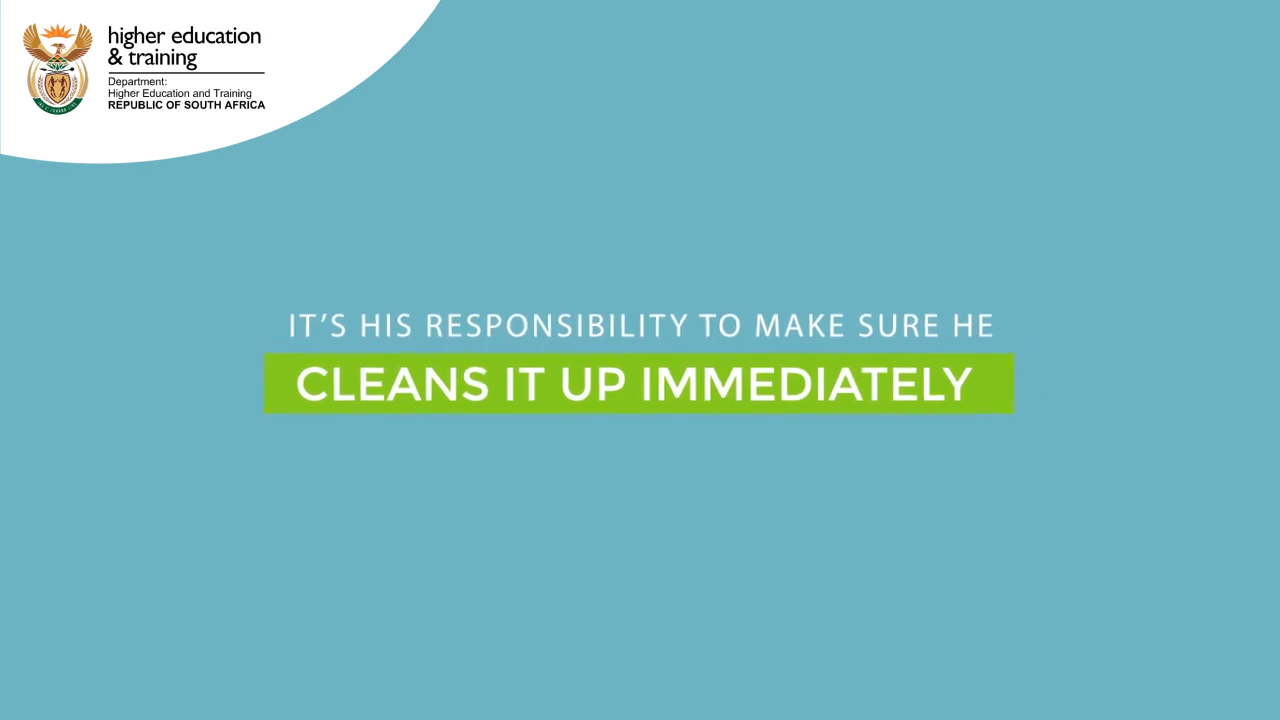 higher education
& training
Department:
Higher Education and Training
REPUBLIC OF SOUTH AFRICA
IT'S HIS RESPONSIBILITY TO MAKE SURE HE
CLEANS IT UP IMMEDIATELY